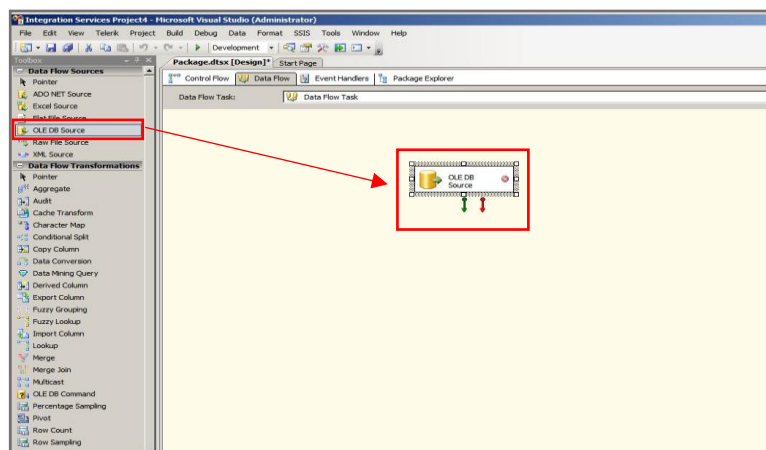 Integration Services Project4 - Microsoft Visual Studio (Administrator)
File Edit View Telerik Project Build Debug Data Format SSIS Tools Window Help
Development
Toolbox
Package.dtsx [Design]* Start Page
Data Flow Sources
Control Flow Data Flow Event Handlers Package Explorer
Pointer
ADO NET Source
Data Flow Task: Data Flow Task
Excel Source
Flat File Source
OLE DB Source
Raw File Source
XML Source
Data Flow Transformations
Pointer
Aggregate
Audit
Cache Transform
Character Map
Conditional Split
Copy Column
Data Conversion
Data Mining Query
Derived Column
Export Column
Fuzzy Grouping
Fuzzy Lookup
Import Column
Lookup
Merge
Merge Join
Multicast
OLE DB Command
Percentage Sampling
Pivot
Row Count
Row Sampling
OLE DB
Source